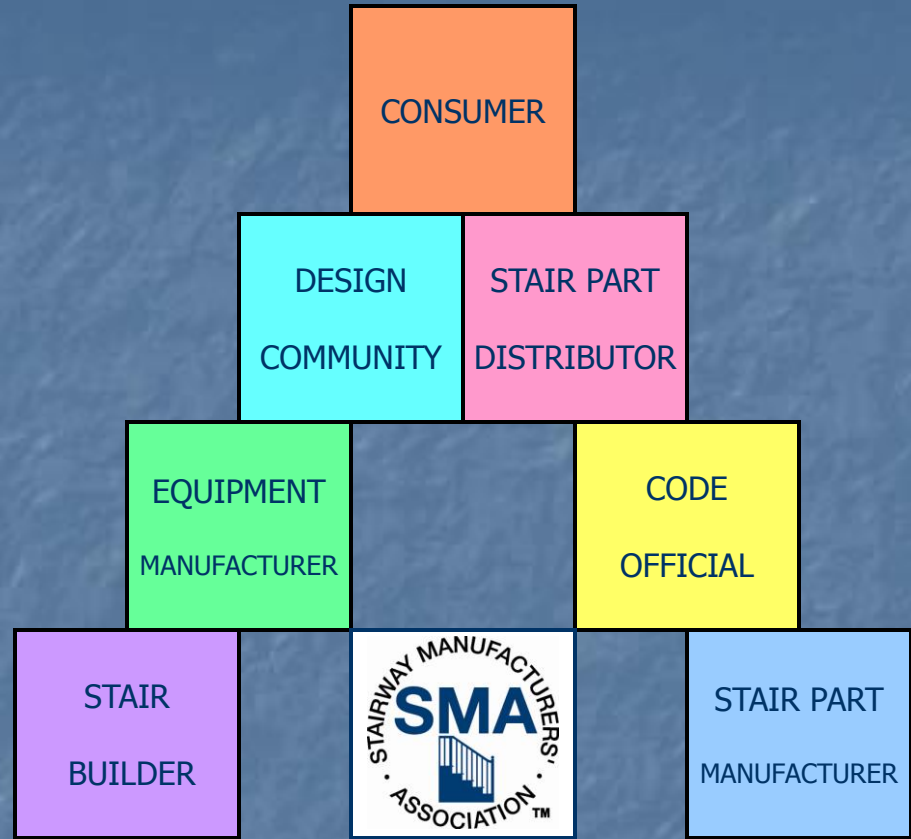 CONSUMER
DESIGN
COMMUNITY
STAIR PART
DISTRIBUTOR
EQUIPMENT
MANUFACTURER
CODE
OFFICIAL
STAIR
BUILDER
STAIRWAY MANUFACTURERS'
SMA
· ASSOCIATION · ™
STAIR PART
MANUFACTURER